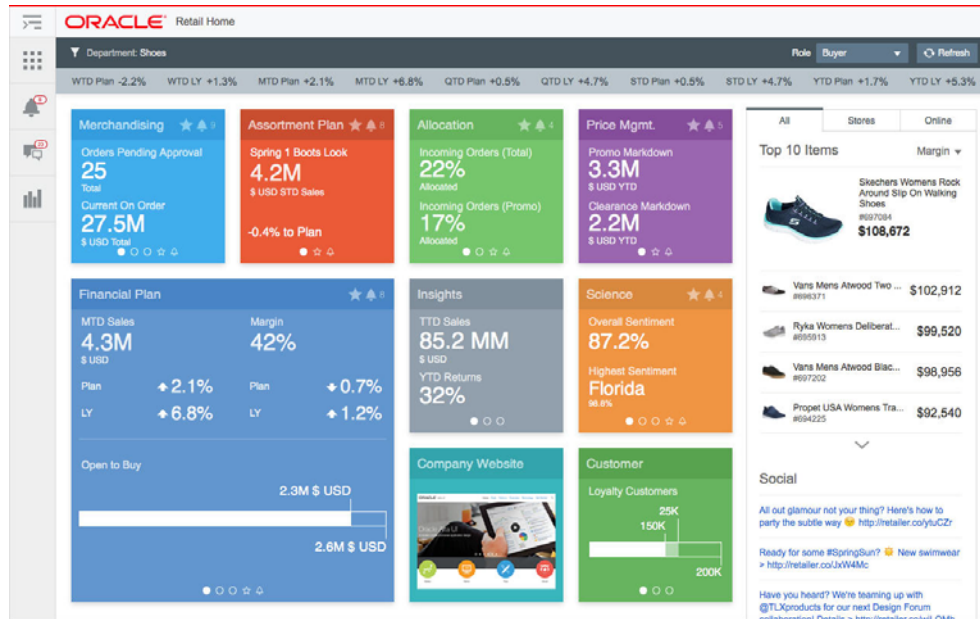 ORACLE Retail Home
Department: Shoes
Role Buyer Refresh
WTD Plan -2.2% WTD LY +1.3% MTD Plan +2.1% MTD LY +6.8% QTD Plan +0.5% QTD LY +4.7% STD Plan +0.5% STD LY +4.7% YTD Plan +1.7% YTD LY +5.3%
Merchandising 9
Orders Pending Approval
25
Total
Current On Order
27.5M
$ USD Total
Assortment Plan 8
Spring 1 Boots Look
4.2M
$ USD STD Sales
-0.4% to Plan
Allocation 4
Incoming Orders (Total)
22%
Allocated
Incoming Orders (Promo)
17%
Allocated
Price Mgmt. 5
Promo Markdown
3.3M
$ USD YTD
Clearance Markdown
2.2M
$ USD YTD
Financial Plan 8
MTD Sales
4.3M
$ USD
Margin
42%
Plan 2.1% Plan 0.7%
LY 6.8% LY 1.2%
Open to Buy
2.3M $ USD
2.6M $ USD
Insights
TTD Sales
85.2 MM
$ USD
YTD Returns
32%
Science 4
Overall Sentiment
87.2%
Highest Sentiment
Florida
98.8%
Company Website
ORACLE
Customer
Loyalty Customers
25K
150K
200K
All Stores Online
Top 10 Items Margin
Skechers Womens Rock
Around Slip On Walking
Shoes
#697084
$108,672
Vans Mens Atwood Two ... $102,912
#696371
Ryka Womens Deliberat... $99,520
#695913
Vans Mens Atwood Blac... $98,956
#697202
Propet USA Womens Tra... $92,540
#694225
Social
All out glamour not your thing? Here's how to
party the subtle way http://retailer.co/ytuCZr
Ready for some #SpringSun? New swimwear
> http://retailer.co/JxW4Mc
Have you heard? We're teaming up with
@TLXproducts for our next Design Forum